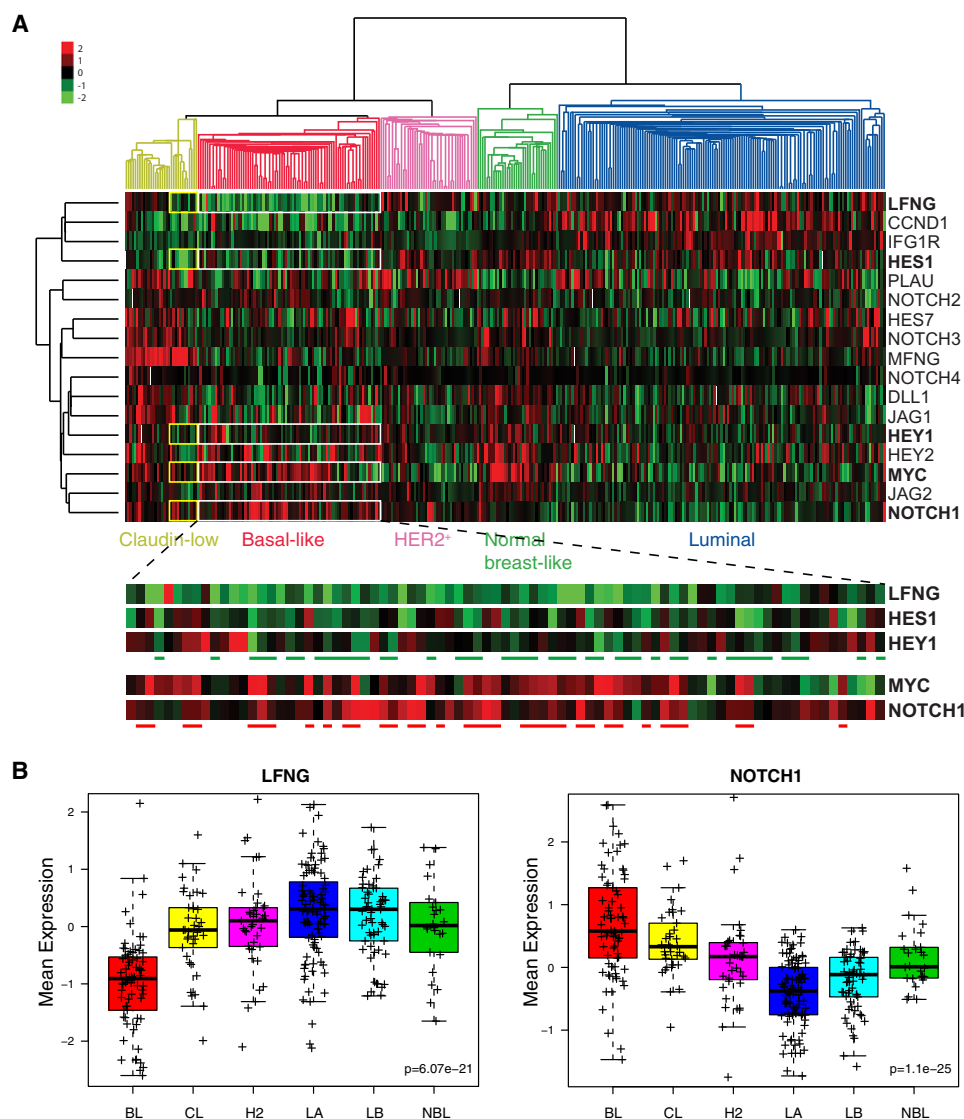 A
2
1
0
-1
-2
LFNG
CCND1
IFG1R
HES1
PLAU
NOTCH2
HES7
NOTCH3
MFNG
NOTCH4
DLL1
JAG1
HEY1
HEY2
MYC
JAG2
NOTCH1
Claudin-low Basal-like HER2+ Normal Luminal
breast-like
LFNG
HES1
HEY1
MYC
NOTCH1
B
LFNG
Mean Expression
2
1
0
-1
-2
p=6.07e-21
BL CL H2 LA LB NBL
NOTCH1
Mean Expression
2
1
0
-1
p=1.1e-25
BL CL H2 LA LB NBL